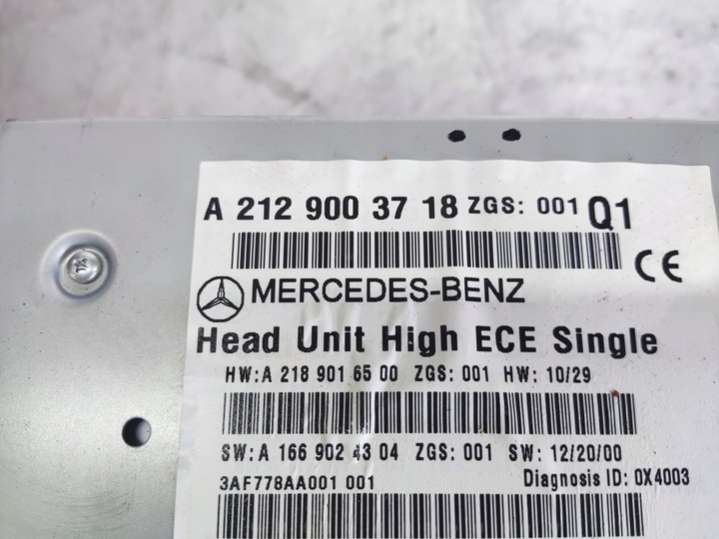 A 212 900 37 18 ZGS: 001 Q1
CE
MERCEDES-BENZ
Head Unit High ECE Single
HW:A 218 901 65 00 ZGS: 001 HW: 10/29
SW:A 166 902 43 04 ZGS: 001 SW: 12/20/00
3AF778AA001 001 Diagnosis ID: 0X4003